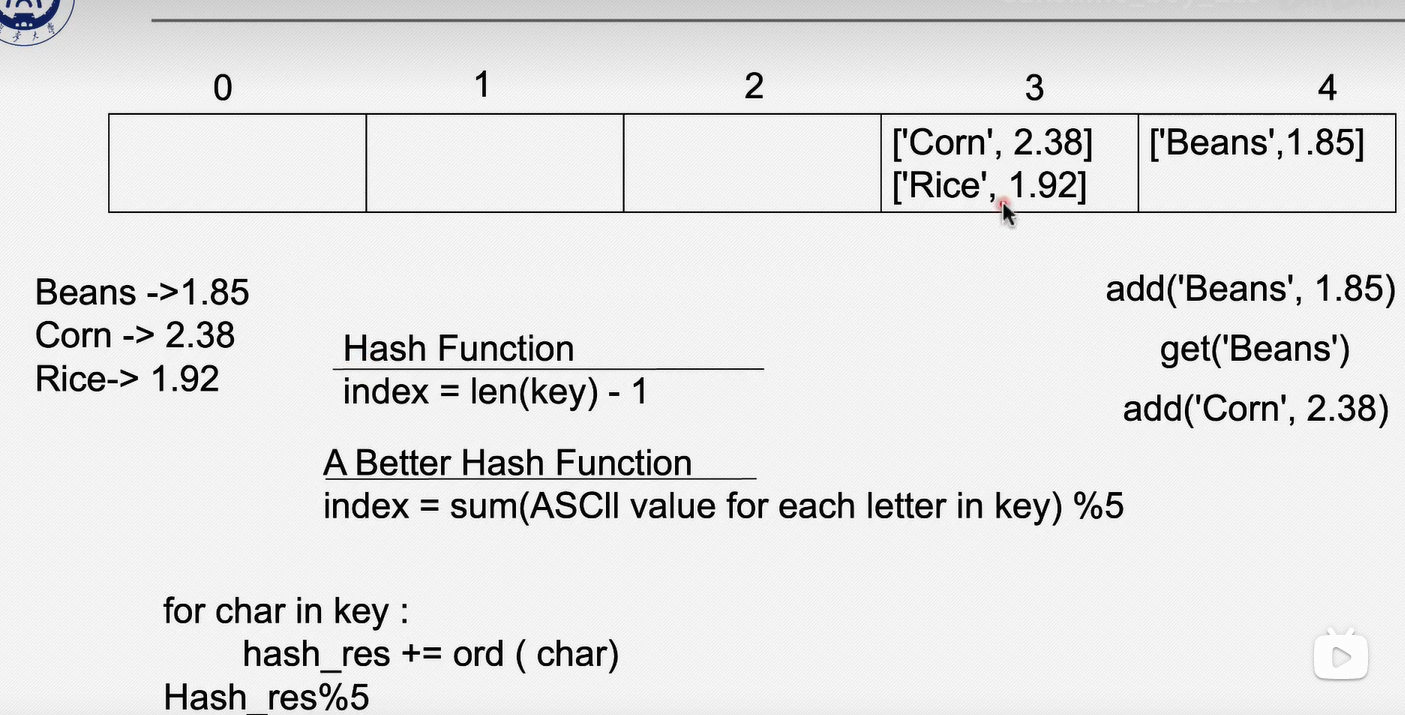 0 1 2 3 4
['Corn', 2.38] ['Beans',1.85]
['Rice', 1.92]
Beans ->1.85
Corn -> 2.38
Rice-> 1.92
Hash Function
index = len(key) - 1
A Better Hash Function
index = sum(ASCII value for each letter in key) %5
add('Beans', 1.85)
get('Beans')
add('Corn', 2.38)
for char in key :
hash_res += ord ( char)
Hash_res%5